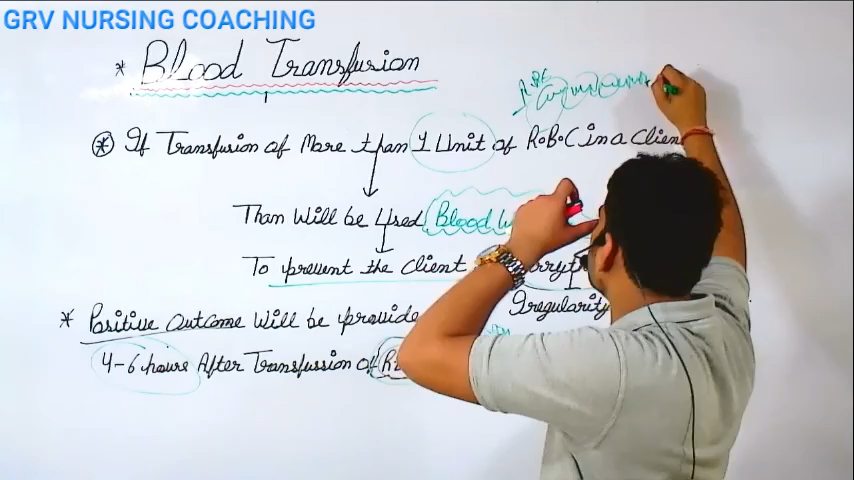 GRV NURSING COACHING
* Blood Transfusion
* If Transfusion of More than 1 Unit of R.B.C in a Clien
Than Will be Used Blood W
To prevent the client
Irregularity
* Positive Outcome Will be provide
4-6 hours After Transfussion of R